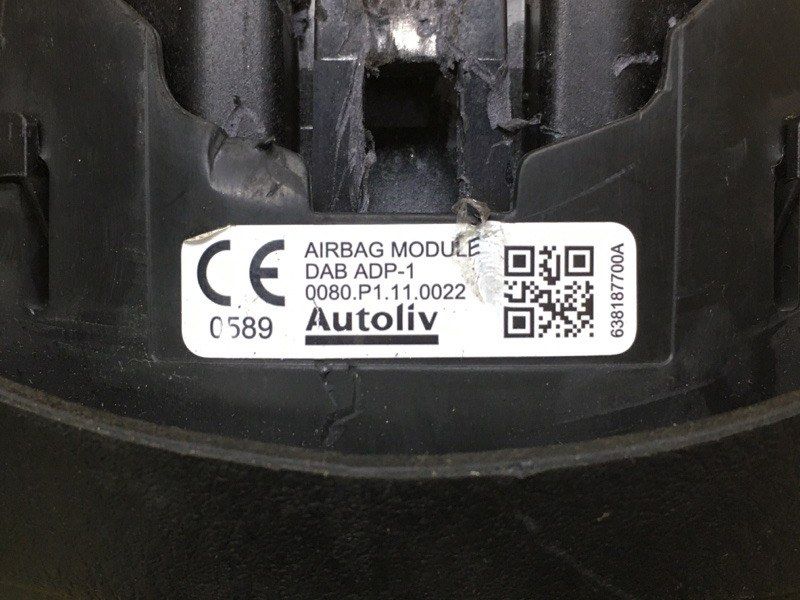 CE
0589
AIRBAG MODULE
DAB ADP-1
0080.P1.11.0022
Autoliv
638187700A